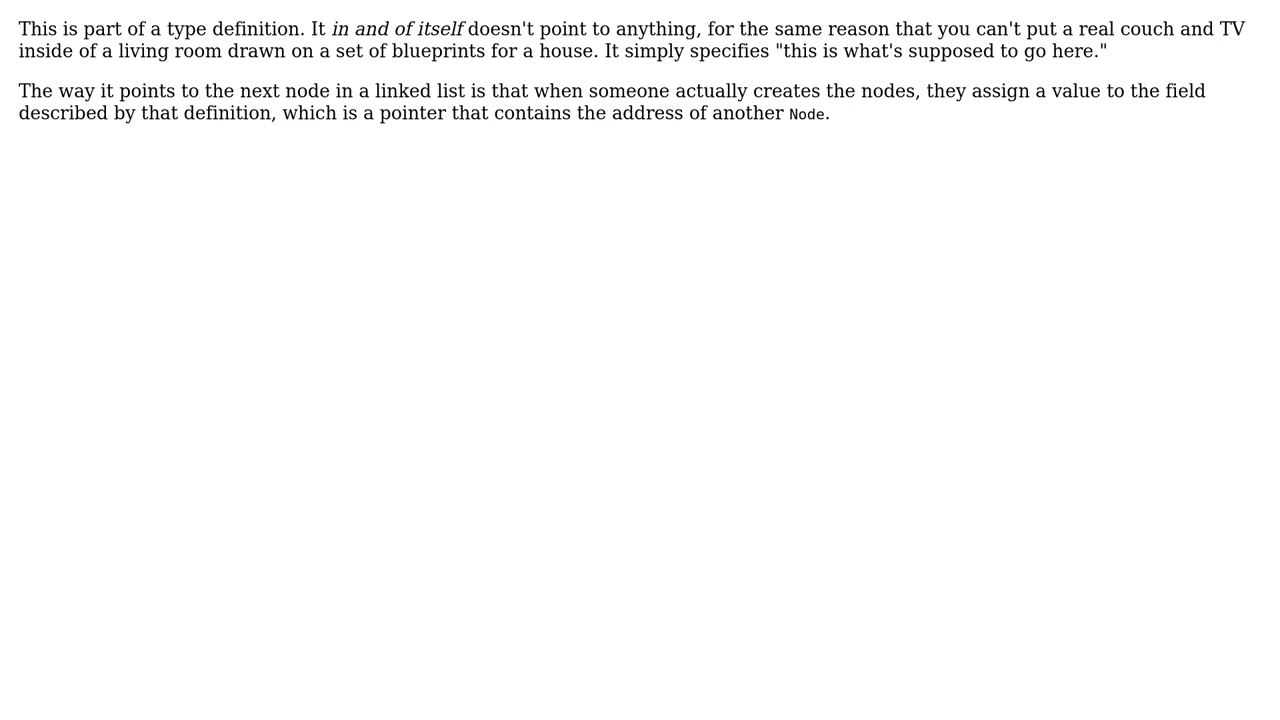 This is part of a type definition. It in and of itself doesn't point to anything, for the same reason that you can't put a real couch and TV
inside of a living room drawn on a set of blueprints for a house. It simply specifies "this is what's supposed to go here."
The way it points to the next node in a linked list is that when someone actually creates the nodes, they assign a value to the field
described by that definition, which is a pointer that contains the address of another Node.